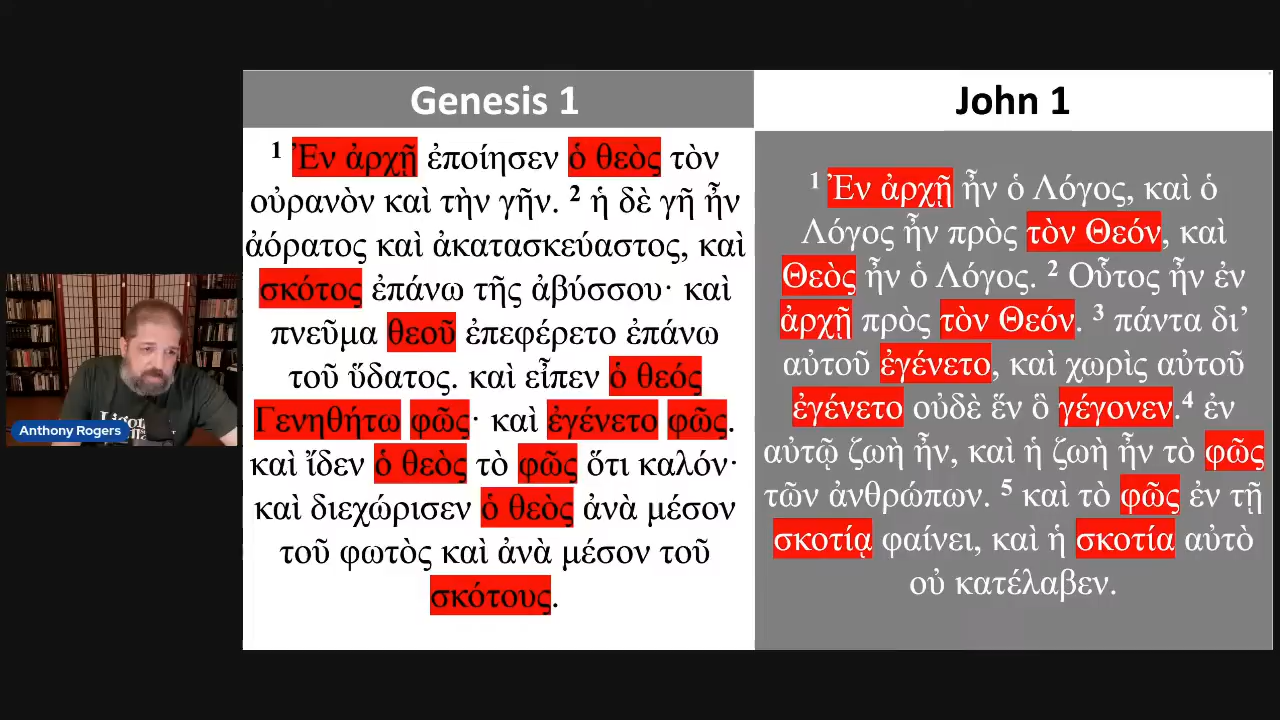 Genesis 1
¹ Ἐν ἀρχῇ ἐποίησεν ὁ θεὸς τὸν
οὐρανὸν καὶ τὴν γῆν. ² ἡ δὲ γῆ ἦν
ἀόρατος καὶ ἀκατασκεύαστος, καὶ
σκότος ἐπάνω τῆς ἀβύσσου· καὶ
πνεῦμα θεοῦ ἐπεφέρετο ἐπάνω
τοῦ ὕδατος. καὶ εἶπεν ὁ θεός
Γενηθήτω φῶς· καὶ ἐγένετο φῶς.
καὶ ἴδεν ὁ θεὸς τὸ φῶς ὅτι καλόν·
καὶ διεχώρισεν ὁ θεὸς ἀνὰ μέσον
τοῦ φωτὸς καὶ ἀνὰ μέσον τοῦ
σκότους.
John 1
¹ Ἐν ἀρχῇ ἦν ὁ Λόγος, καὶ ὁ
Λόγος ἦν πρὸς τὸν Θεόν, καὶ
Θεὸς ἦν ὁ Λόγος. ² Οὗτος ἦν ἐν
ἀρχῇ πρὸς τὸν Θεόν. ³ πάντα δι’
αὐτοῦ ἐγένετο, καὶ χωρὶς αὐτοῦ
ἐγένετο οὐδὲ ἕν ὃ γέγονεν.⁴ ἐν
αὐτῷ ζωὴ ἦν, καὶ ἡ ζωὴ ἦν τὸ φῶς
τῶν ἀνθρώπων. ⁵ καὶ τὸ φῶς ἐν τῇ
σκοτίᾳ φαίνει, καὶ ἡ σκοτία αὐτὸ
οὐ κατέλαβεν.
Anthony Rogers